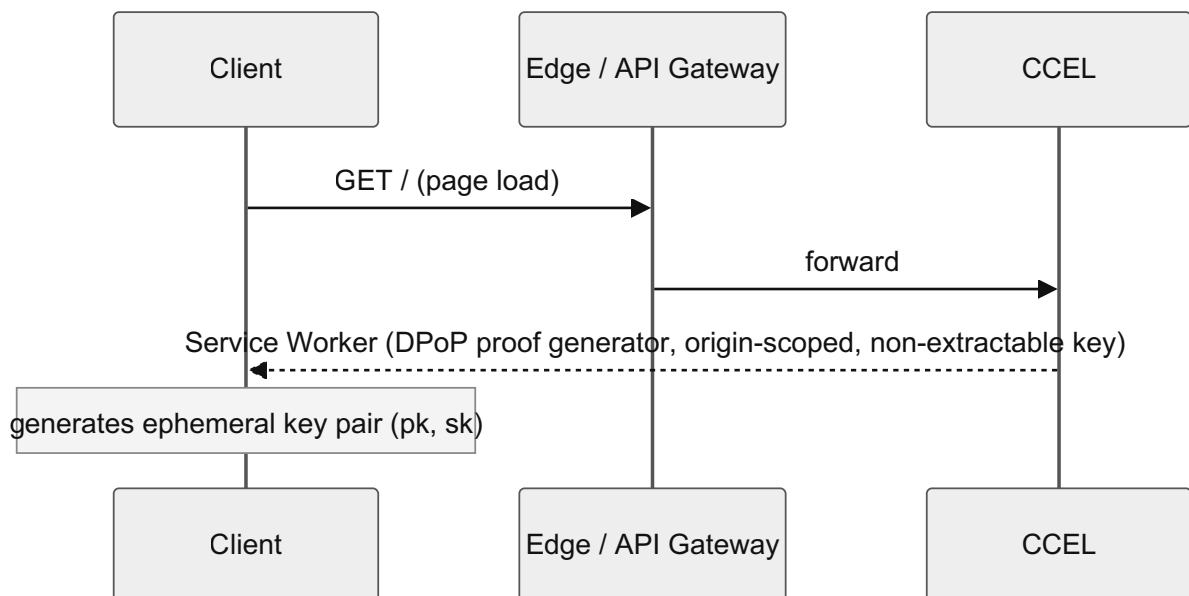 Client
Edge / API Gateway
CCEL
GET / (page load)
forward
Service Worker (DPoP proof generator, origin-scoped, non-extractable key)
generates ephemeral key pair (pk, sk)
Client
Edge / API Gateway
CCEL